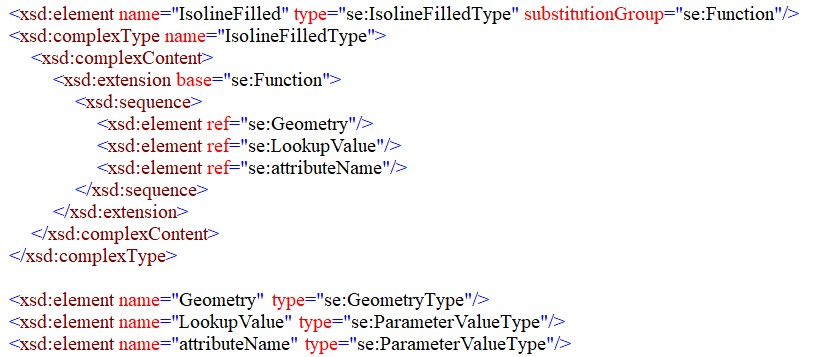 <xsd:element name="IsolineFilled" type="se:IsolineFilledType" substitutionGroup="se:Function"/>
<xsd:complexType name="IsolineFilledType">
<xsd:complexContent>
<xsd:extension base="se:Function">
<xsd:sequence>
<xsd:element ref="se:Geometry"/>
<xsd:element ref="se:LookupValue"/>
<xsd:element ref="se:attributeName"/>
</xsd:sequence>
</xsd:extension>
</xsd:complexContent>
</xsd:complexType>
<xsd:element name="Geometry" type="se:GeometryType"/>
<xsd:element name="LookupValue" type="se:ParameterValueType"/>
<xsd:element name="attributeName" type="se:ParameterValueType"/>